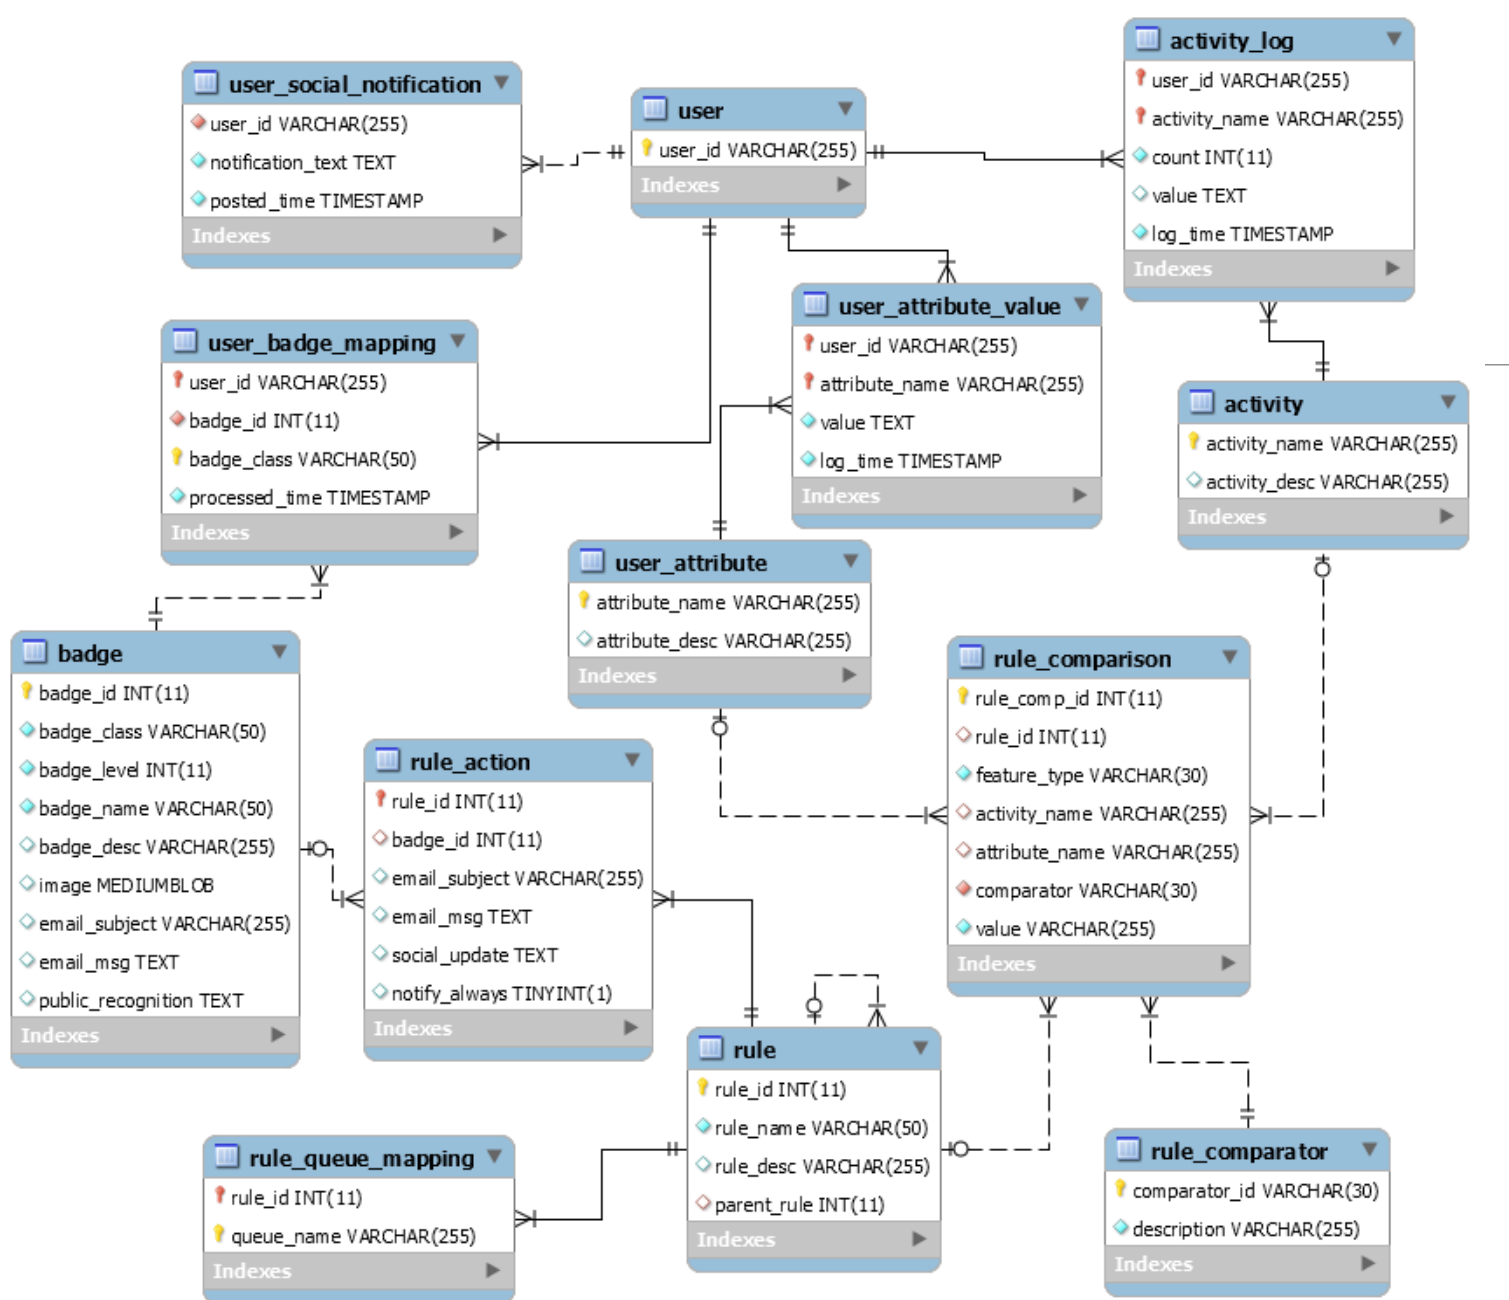 user_social_notification
user_id VARCHAR(255)
notification_text TEXT
posted_time TIMESTAMP
Indexes
user
user_id VARCHAR(255)
Indexes
activity_log
user_id VARCHAR(255)
activity_name VARCHAR(255)
count INT(11)
value TEXT
log_time TIMESTAMP
Indexes
user_badge_mapping
user_id VARCHAR(255)
badge_id INT(11)
badge_class VARCHAR(50)
processed_time TIMESTAMP
Indexes
user_attribute_value
user_id VARCHAR(255)
attribute_name VARCHAR(255)
value TEXT
log_time TIMESTAMP
Indexes
activity
activity_name VARCHAR(255)
activity_desc VARCHAR(255)
Indexes
user_attribute
attribute_name VARCHAR(255)
attribute_desc VARCHAR(255)
Indexes
badge
badge_id INT(11)
badge_class VARCHAR(50)
badge_level INT(11)
badge_name VARCHAR(50)
badge_desc VARCHAR(255)
image MEDIUMBLOB
email_subject VARCHAR(255)
email_msg TEXT
public_recognition TEXT
Indexes
rule_action
rule_id INT(11)
badge_id INT(11)
email_subject VARCHAR(255)
email_msg TEXT
social_update TEXT
notify_always TINYINT(1)
Indexes
rule_comparison
rule_comp_id INT(11)
rule_id INT(11)
feature_type VARCHAR(30)
activity_name VARCHAR(255)
attribute_name VARCHAR(255)
comparator VARCHAR(30)
value VARCHAR(255)
Indexes
rule
rule_id INT(11)
rule_name VARCHAR(50)
rule_desc VARCHAR(255)
parent_rule INT(11)
Indexes
rule_queue_mapping
rule_id INT(11)
queue_name VARCHAR(255)
Indexes
rule_comparator
comparator_id VARCHAR(30)
description VARCHAR(255)
Indexes